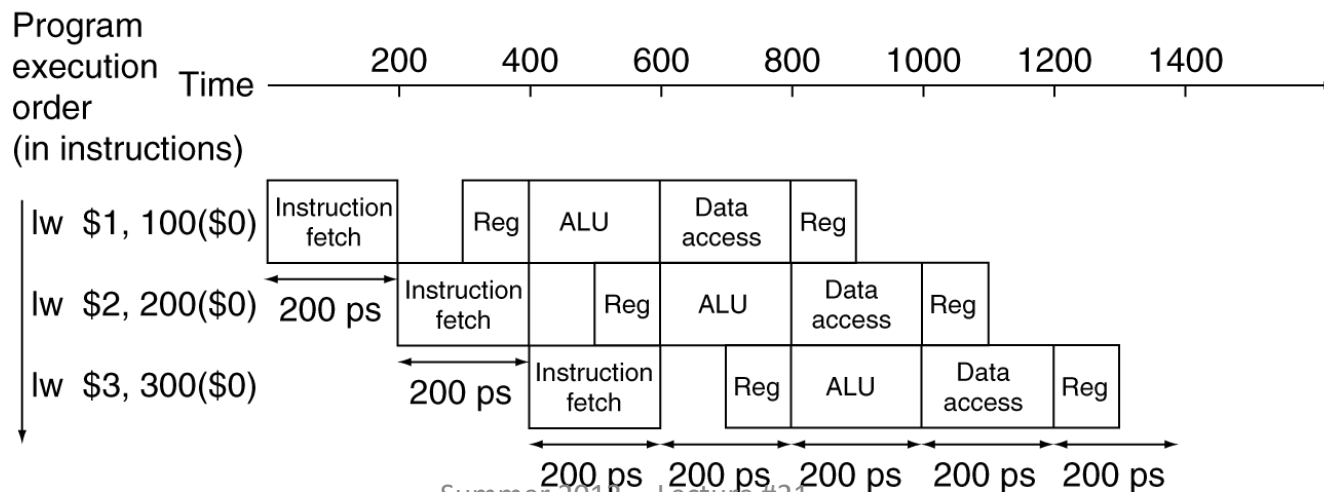 Program
execution
order
(in instructions)
Time
200 400 600 800 1000 1200 1400
lw $1, 100($0)
Instruction
fetch
Reg
ALU
Data
access
Reg
200 ps
lw $2, 200($0)
Instruction
fetch
Reg
ALU
Data
access
Reg
200 ps
lw $3, 300($0)
Instruction
fetch
Reg
ALU
Data
access
Reg
200 ps 200 ps 200 ps 200 ps 200 ps
Lecture #21